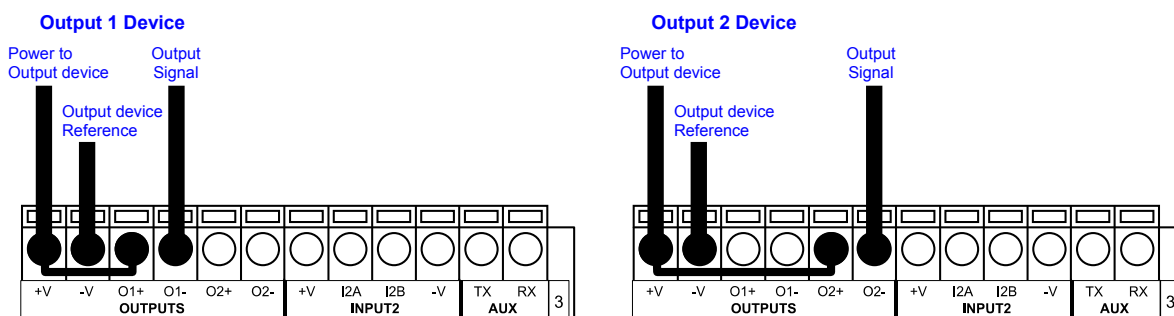 Output 1 Device
Power to
Output device
Output
Signal
Output device
Reference
+V -V O1+ O1- O2+ O2- +V I2A I2B -V TX RX
OUTPUTS INPUT2 AUX 3
Output 2 Device
Power to
Output device
Output
Signal
Output device
Reference
+V -V O1+ O1- O2+ O2- +V I2A I2B -V TX RX
OUTPUTS INPUT2 AUX 3